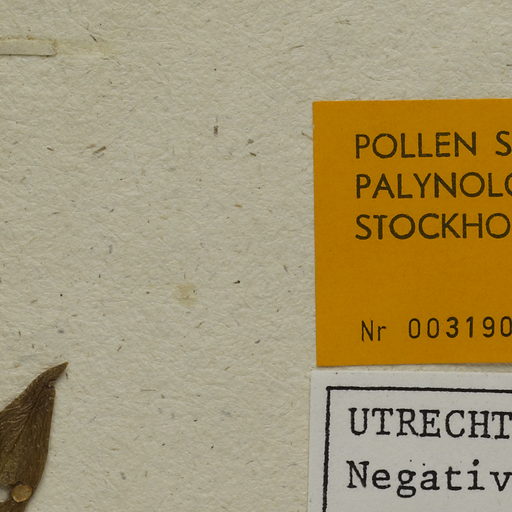 POLLEN S
PALYNOLO
STOCKHO
Nr 003190
UTRECHT
Negativ